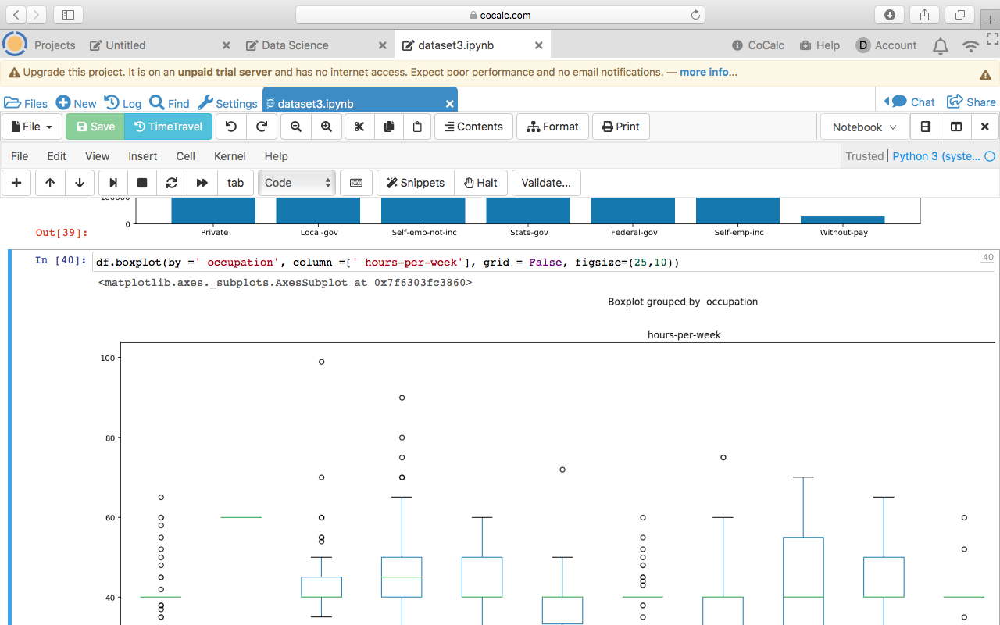 cocalc.com
Projects Untitled Data Science dataset3.ipynb CoCalc Help D Account
Upgrade this project. It is on an unpaid trial server and has no internet access. Expect poor performance and no email notifications. — more info...
Files New Log Find Settings dataset3.ipynb Chat Share
File Save TimeTravel Contents Format Print Notebook
File Edit View Insert Cell Kernel Help Trusted Python 3 (syste...
tab Code Snippets Halt Validate...
100000
0
Private Local-gov Self-emp-not-inc State-gov Federal-gov Self-emp-inc Without-pay
Out[39]:
In [40]: df.boxplot(by =' occupation', column =[' hours-per-week'], grid = False, figsize=(25,10)) 40
<matplotlib.axes._subplots.AxesSubplot at 0x7f6303fc3860>
Boxplot grouped by  occupation
hours-per-week
100
80
60
40